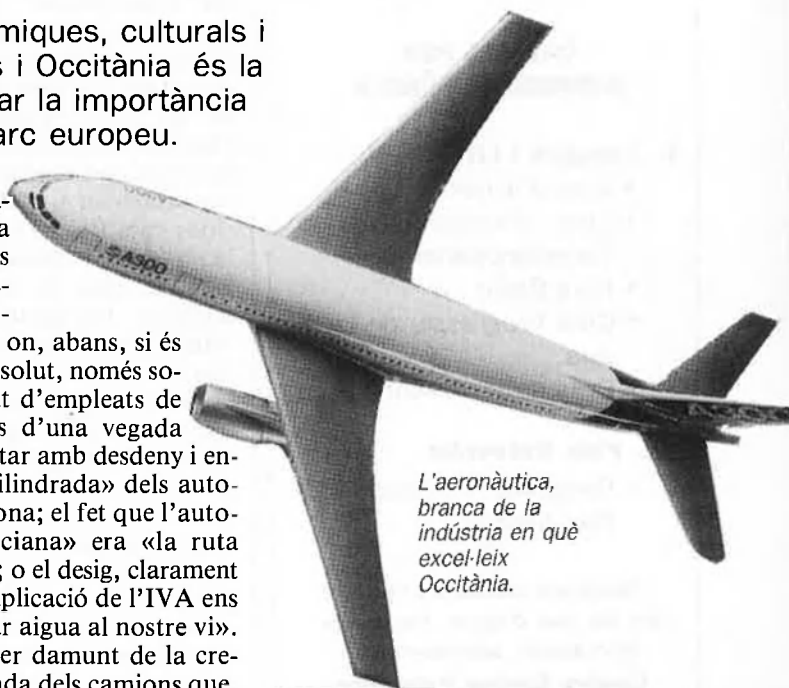 miques, culturals i
s i Occitània és la
ar la importància
arc europeu.
a
s
on, abans, si és
solut, només so-
t d'empleats de
s d'una vegada
tar amb desdeny i en-
ilindrada» dels auto-
ona; el fet que l'auto-
ciana» era «la ruta
; o el desig, clarament
plicació de l'IVA ens
r aigua al nostre vi».
er damunt de la cre-
da dels camions que
A300
L'aeronàutica,
branca de la
indústria en què
excel·leix
Occitània.